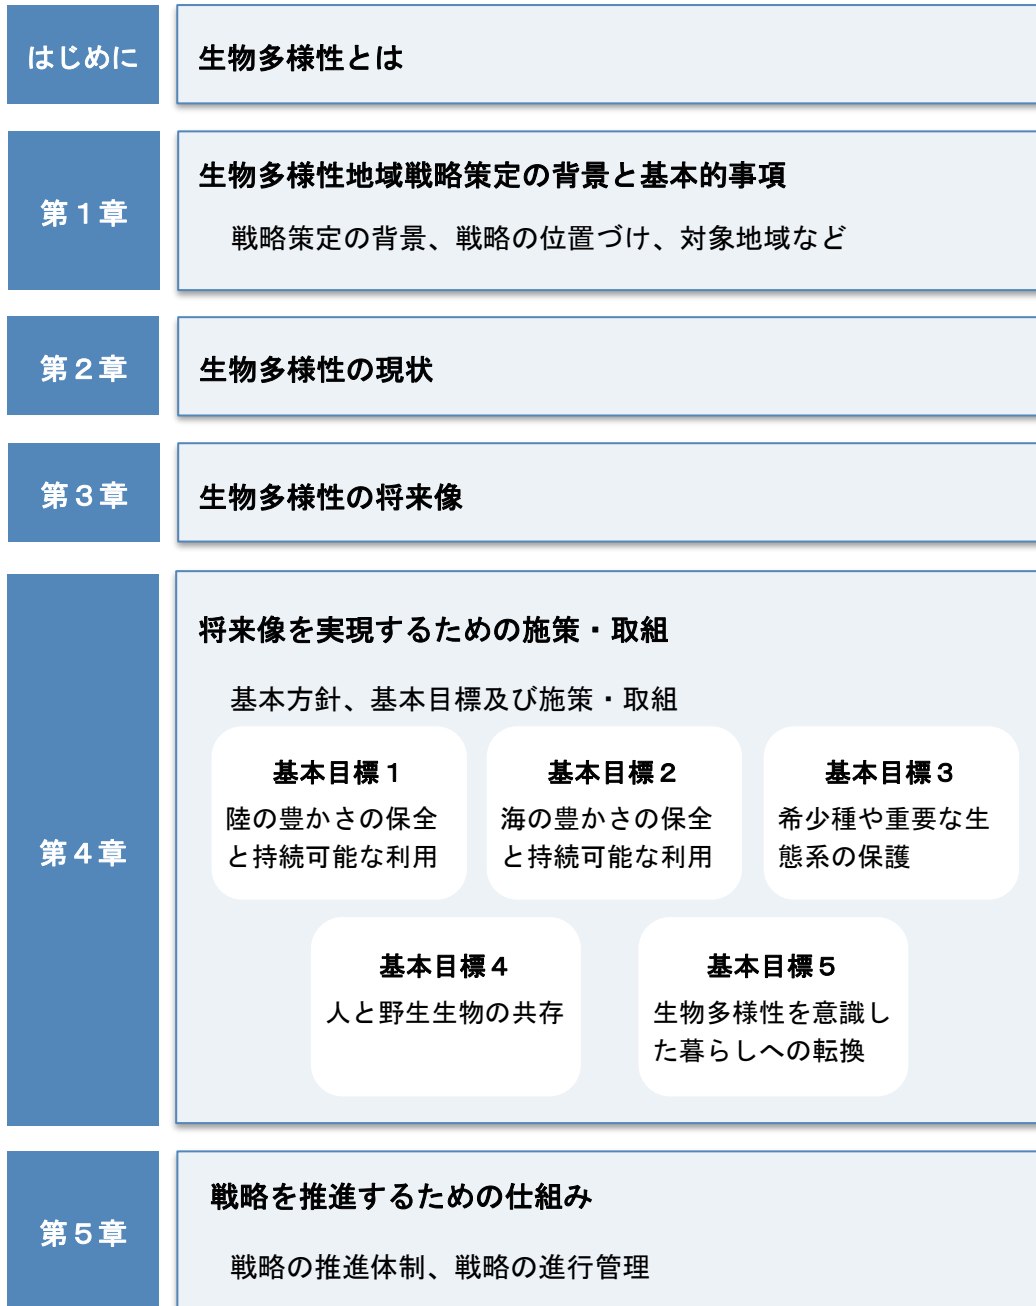 はじめに
生物多様性とは
第１章
生物多様性地域戦略策定の背景と基本的事項
戦略策定の背景、戦略の位置づけ、対象地域など
第２章
生物多様性の現状
第３章
生物多様性の将来像
第４章
将来像を実現するための施策・取組
基本方針、基本目標及び施策・取組
基本目標１
陸の豊かさの保全
と持続可能な利用
基本目標２
海の豊かさの保全
と持続可能な利用
基本目標３
希少種や重要な生
態系の保護
基本目標４
人と野生生物の共存
基本目標５
生物多様性を意識し
た暮らしへの転換
第５章
戦略を推進するための仕組み
戦略の推進体制、戦略の進行管理